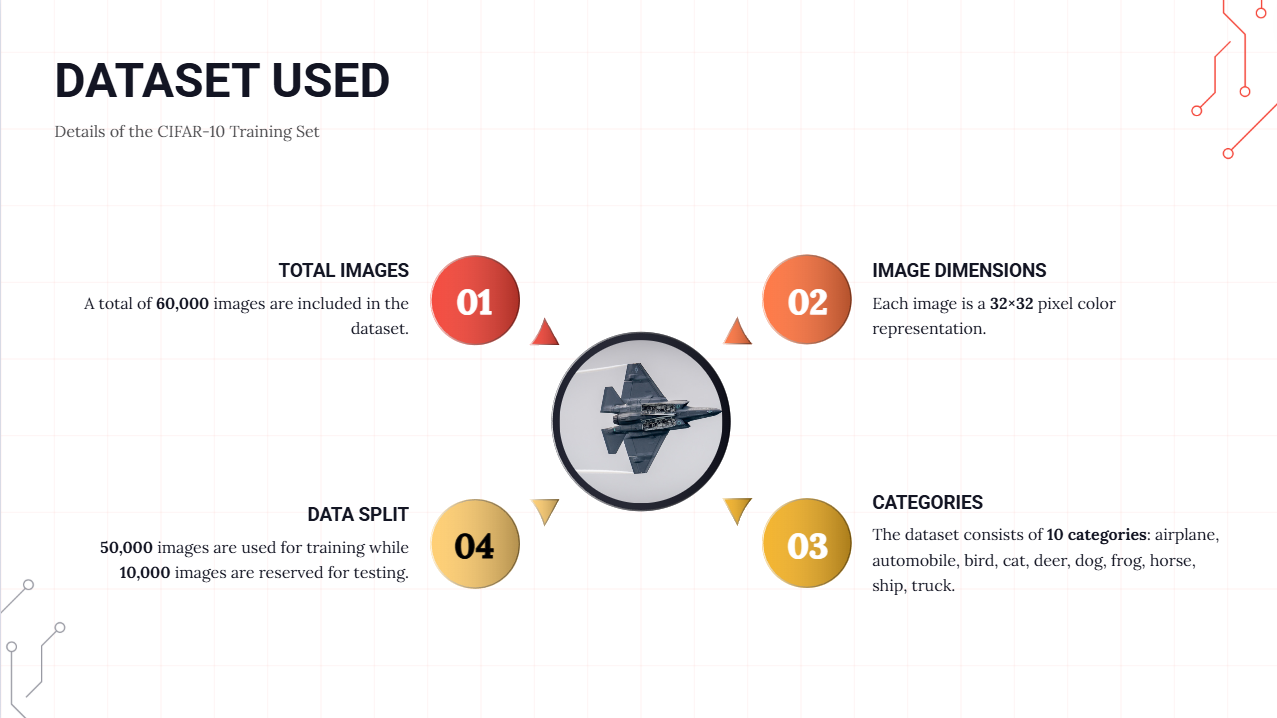 DATASET USED
Details of the CIFAR-10 Training Set
TOTAL IMAGES
A total of 60,000 images are included in the
dataset.
01
02
IMAGE DIMENSIONS
Each image is a 32×32 pixel color
representation.
CATEGORIES
The dataset consists of 10 categories: airplane,
automobile, bird, cat, deer, dog, frog, horse,
ship, truck.
03
DATA SPLIT
50,000 images are used for training while
10,000 images are reserved for testing.
04